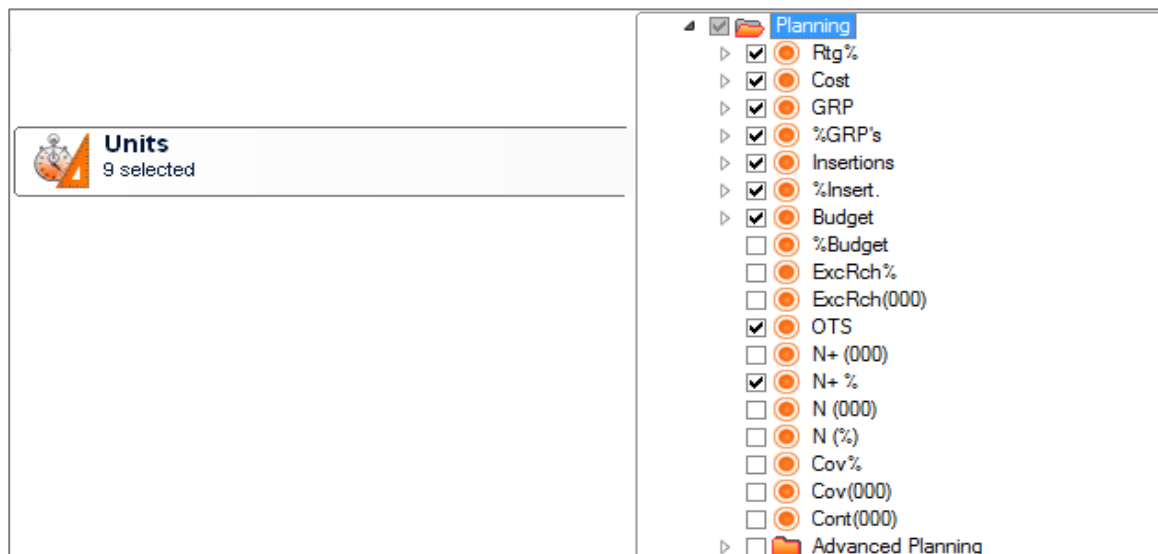 Units
9 selected
Planning
Rtg%
Cost
GRP
%GRP's
Insertions
%Insert.
Budget
%Budget
ExcRch%
ExcRch(000)
OTS
N+ (000)
N+ %
N (000)
N (%)
Cov%
Cov(000)
Cont(000)
Advanced Planning